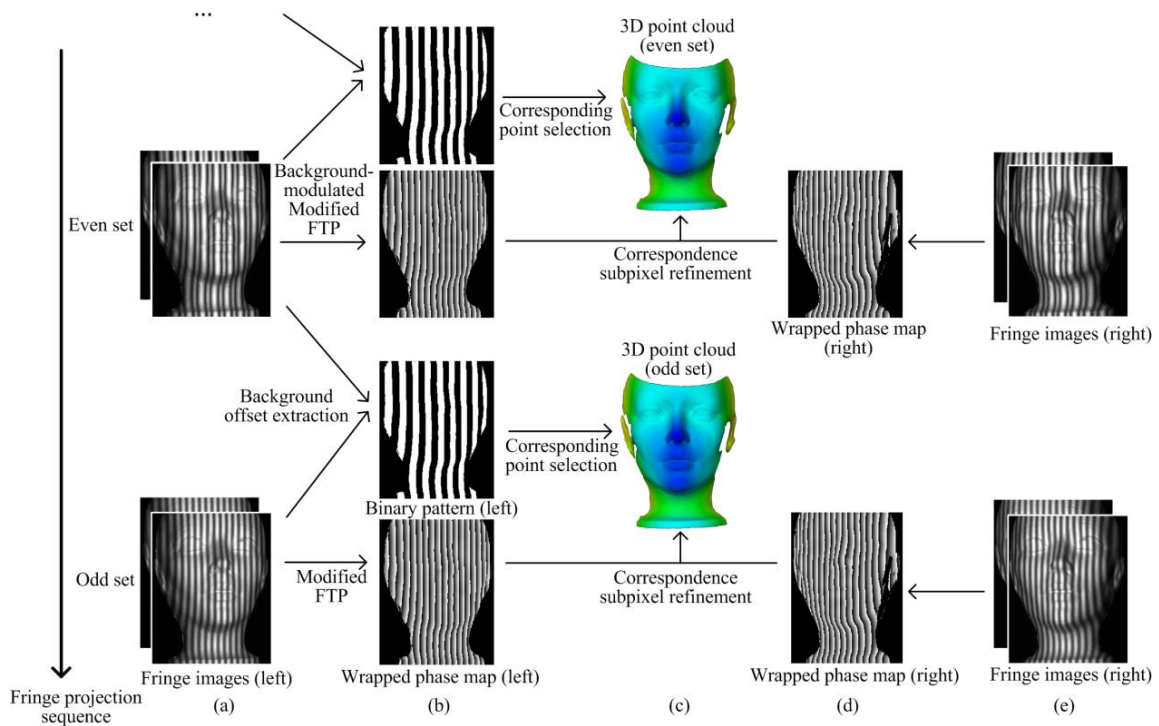 ...
3D point cloud
(even set)
Corresponding
point selection
Background-
modulated
Modified
FTP
Even set
Correspondence
subpixel refinement
Wrapped phase map
(right)
Fringe images (right)
3D point cloud
(odd set)
Background
offset extraction
Corresponding
point selection
Binary pattern (left)
Odd set
Modified
FTP
Correspondence
subpixel refinement
Fringe images (left)
Wrapped phase map (left)
Wrapped phase map (right)
Fringe images (right)
Fringe projection
sequence
(a)
(b)
(c)
(d)
(e)